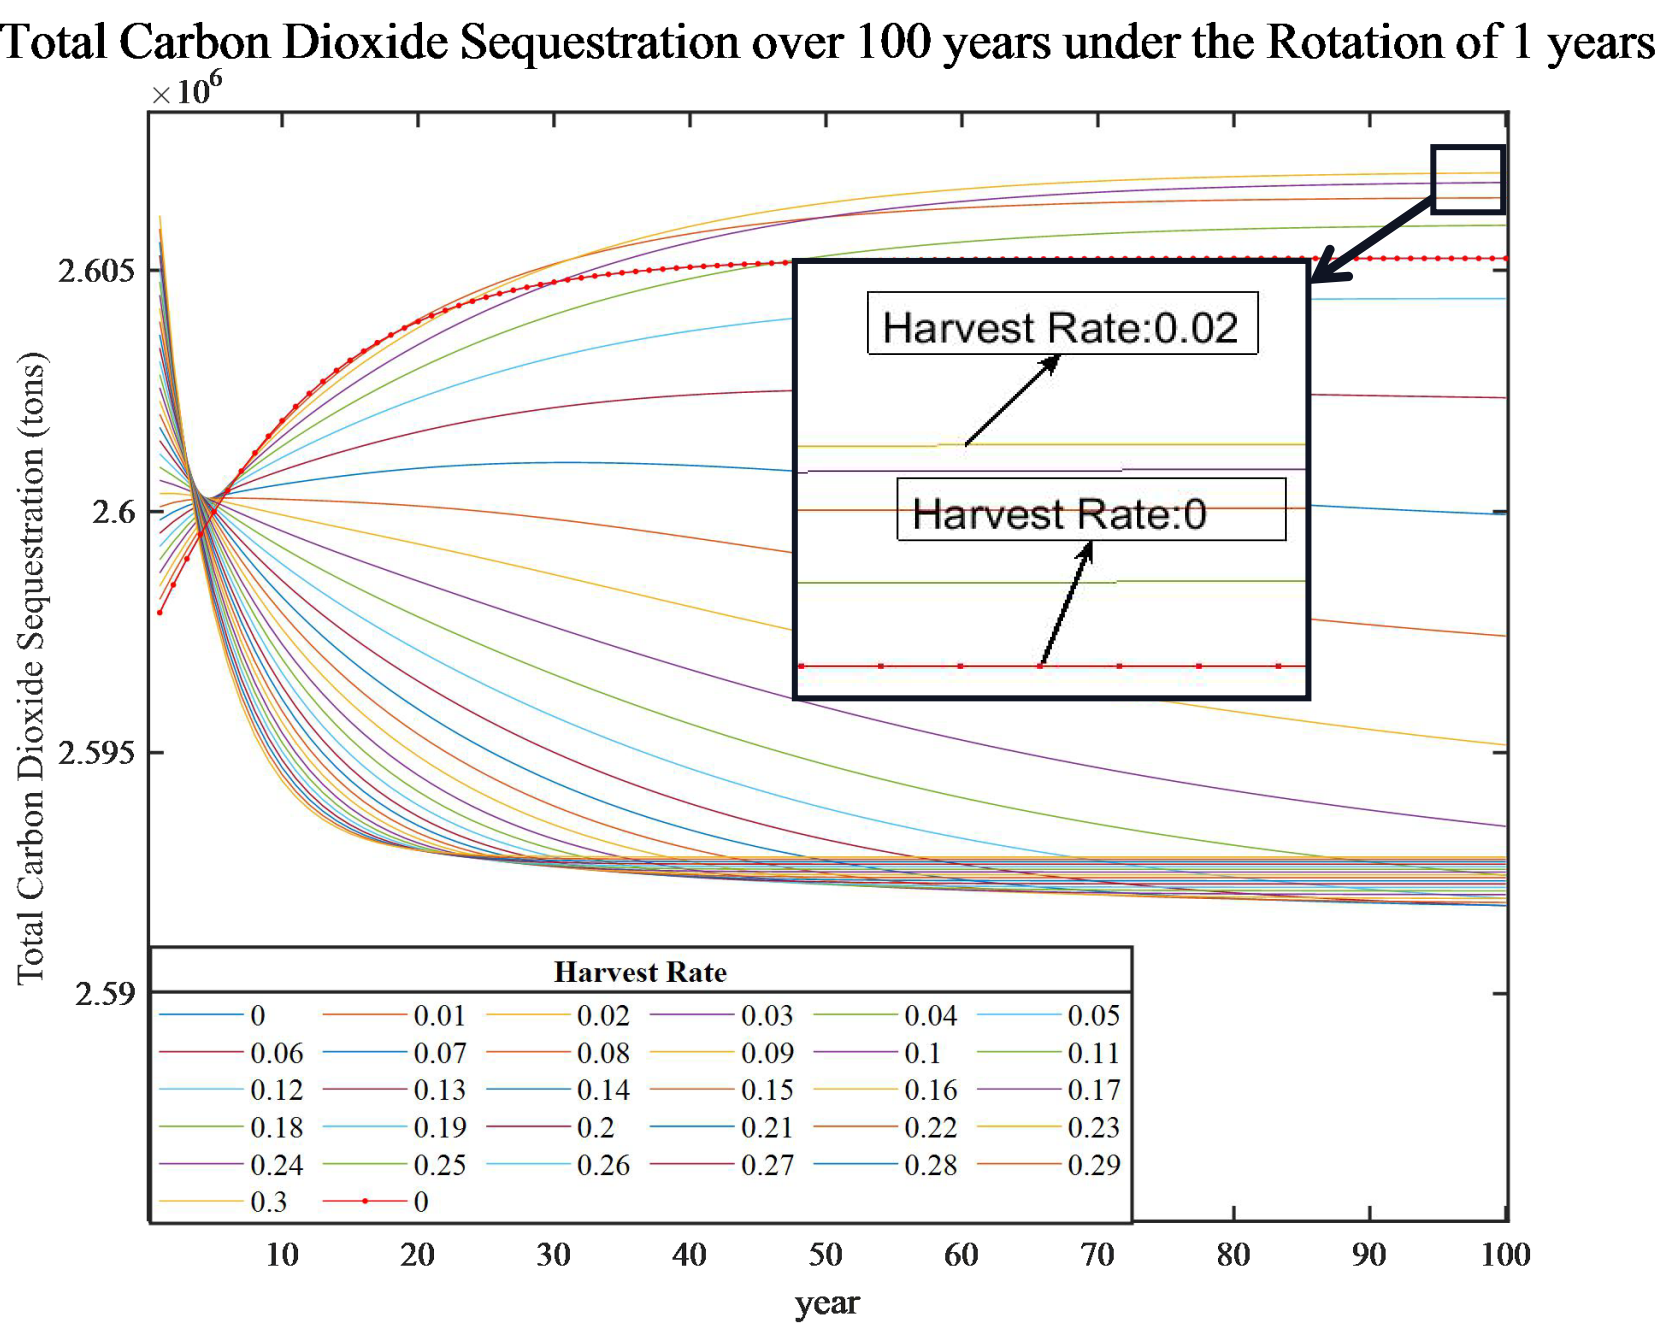 Total Carbon Dioxide Sequestration over 100 years under the Rotation of 1 years
×10⁶
2.605
2.6
2.595
2.59
Total Carbon Dioxide Sequestration (tons)
Harvest Rate:0.02
Harvest Rate:0
Harvest Rate
0 0.01 0.02 0.03 0.04 0.05
0.06 0.07 0.08 0.09 0.1 0.11
0.12 0.13 0.14 0.15 0.16 0.17
0.18 0.19 0.2 0.21 0.22 0.23
0.24 0.25 0.26 0.27 0.28 0.29
0.3 0
10 20 30 40 50 60 70 80 90 100
year